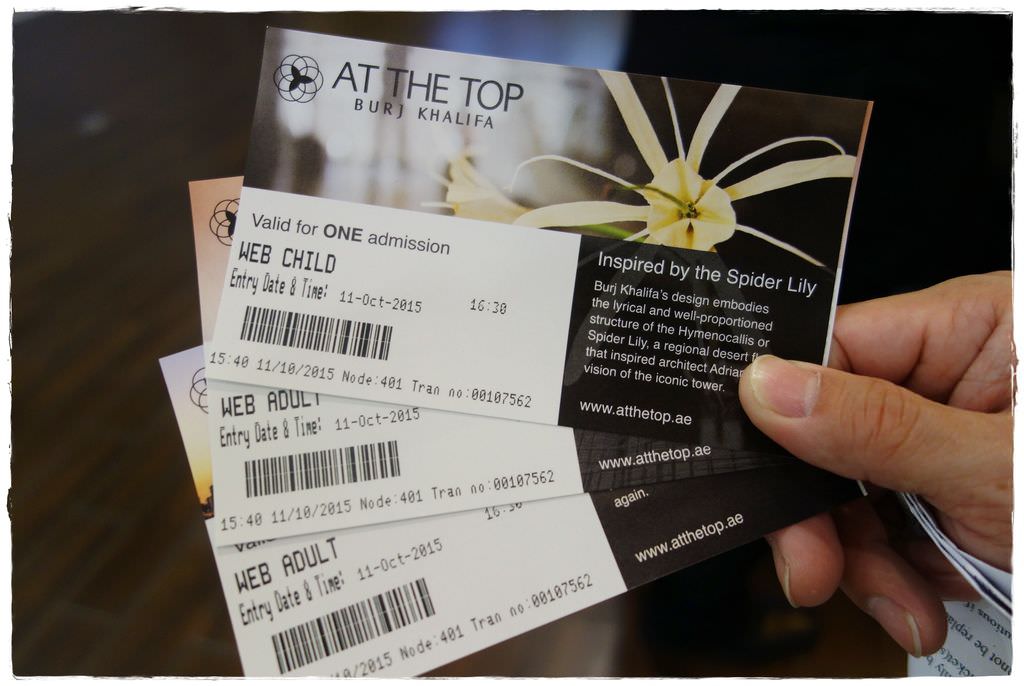 AT THE TOP
BURJ KHALIFA
Valid for ONE admission
WEB CHILD
Entry Date & Time: 11-Oct-2015 16:30
15:40 11/10/2015 Node:401 Tran no:00107562
Inspired by the Spider Lily
Burj Khalifa's design embodies
the lyrical and well-proportioned
structure of the Hymenocallis or
Spider Lily, a regional desert
that inspired architect
vision of the iconic tower.
www.atthetop.ae
WEB ADULT
Entry Date & Time: 11-Oct-2015
15:40 11/10/2015 Node:401 Tran no:00107562
www.atthetop.ae
again.
WEB ADULT
Entry Date & Time: 11-Oct-2015
/10/2015 Node:401 Tran no:00107562
www.atthetop.ae